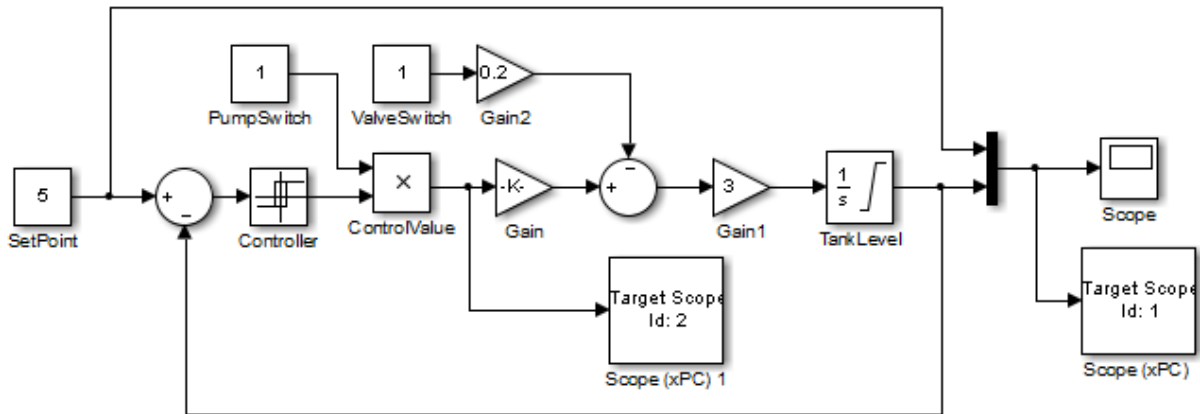 1
PumpSwitch
1
ValveSwitch
0.2
Gain2
5
SetPoint
+
−
Controller
×
ControlValue
-K-
Gain
+
−
3
Gain1
1
s
TankLevel
Scope
Target Scope
Id: 2
Scope (xPC) 1
Target Scope
Id: 1
Scope (xPC)